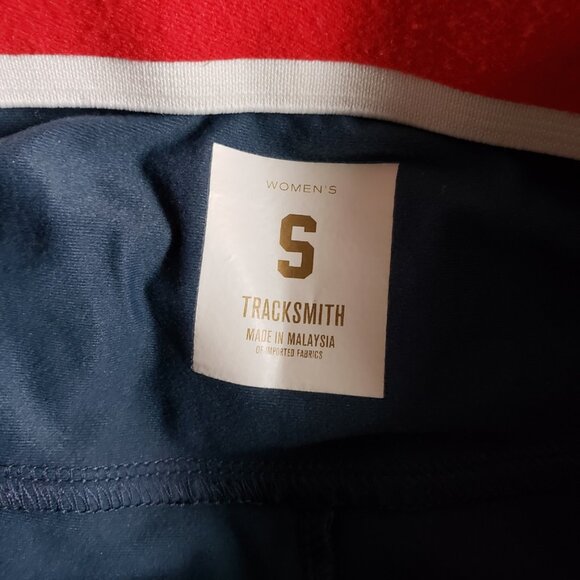 WOMEN'S
S
TRACKSMITH
MADE IN MALAYSIA
OF IMPORTED FABRICS